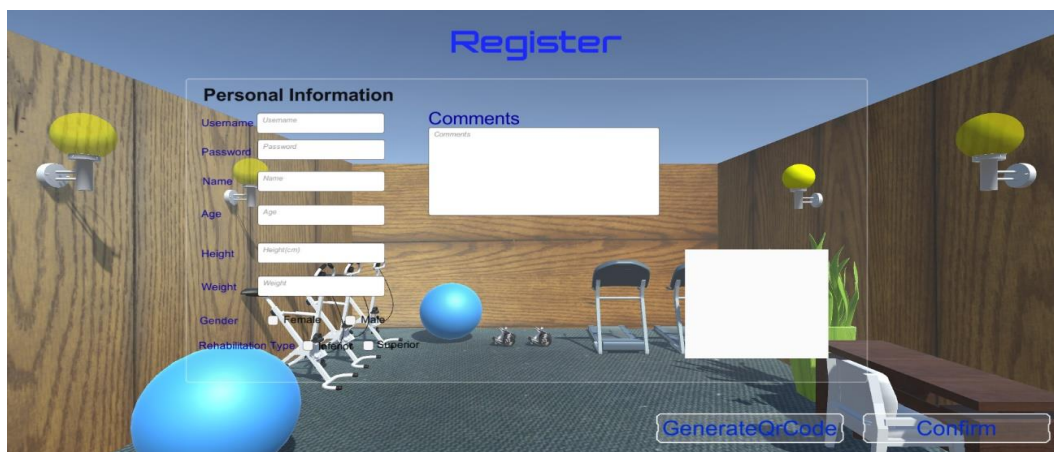 Register
Personal Information
Username Username
Password Password
Name Name
Age Age
Height Height(cm)
Weight Weight
Gender Female Male
Rehabilitation Type Inferior Superior
Comments
Comments
GenerateQrCode Confirm